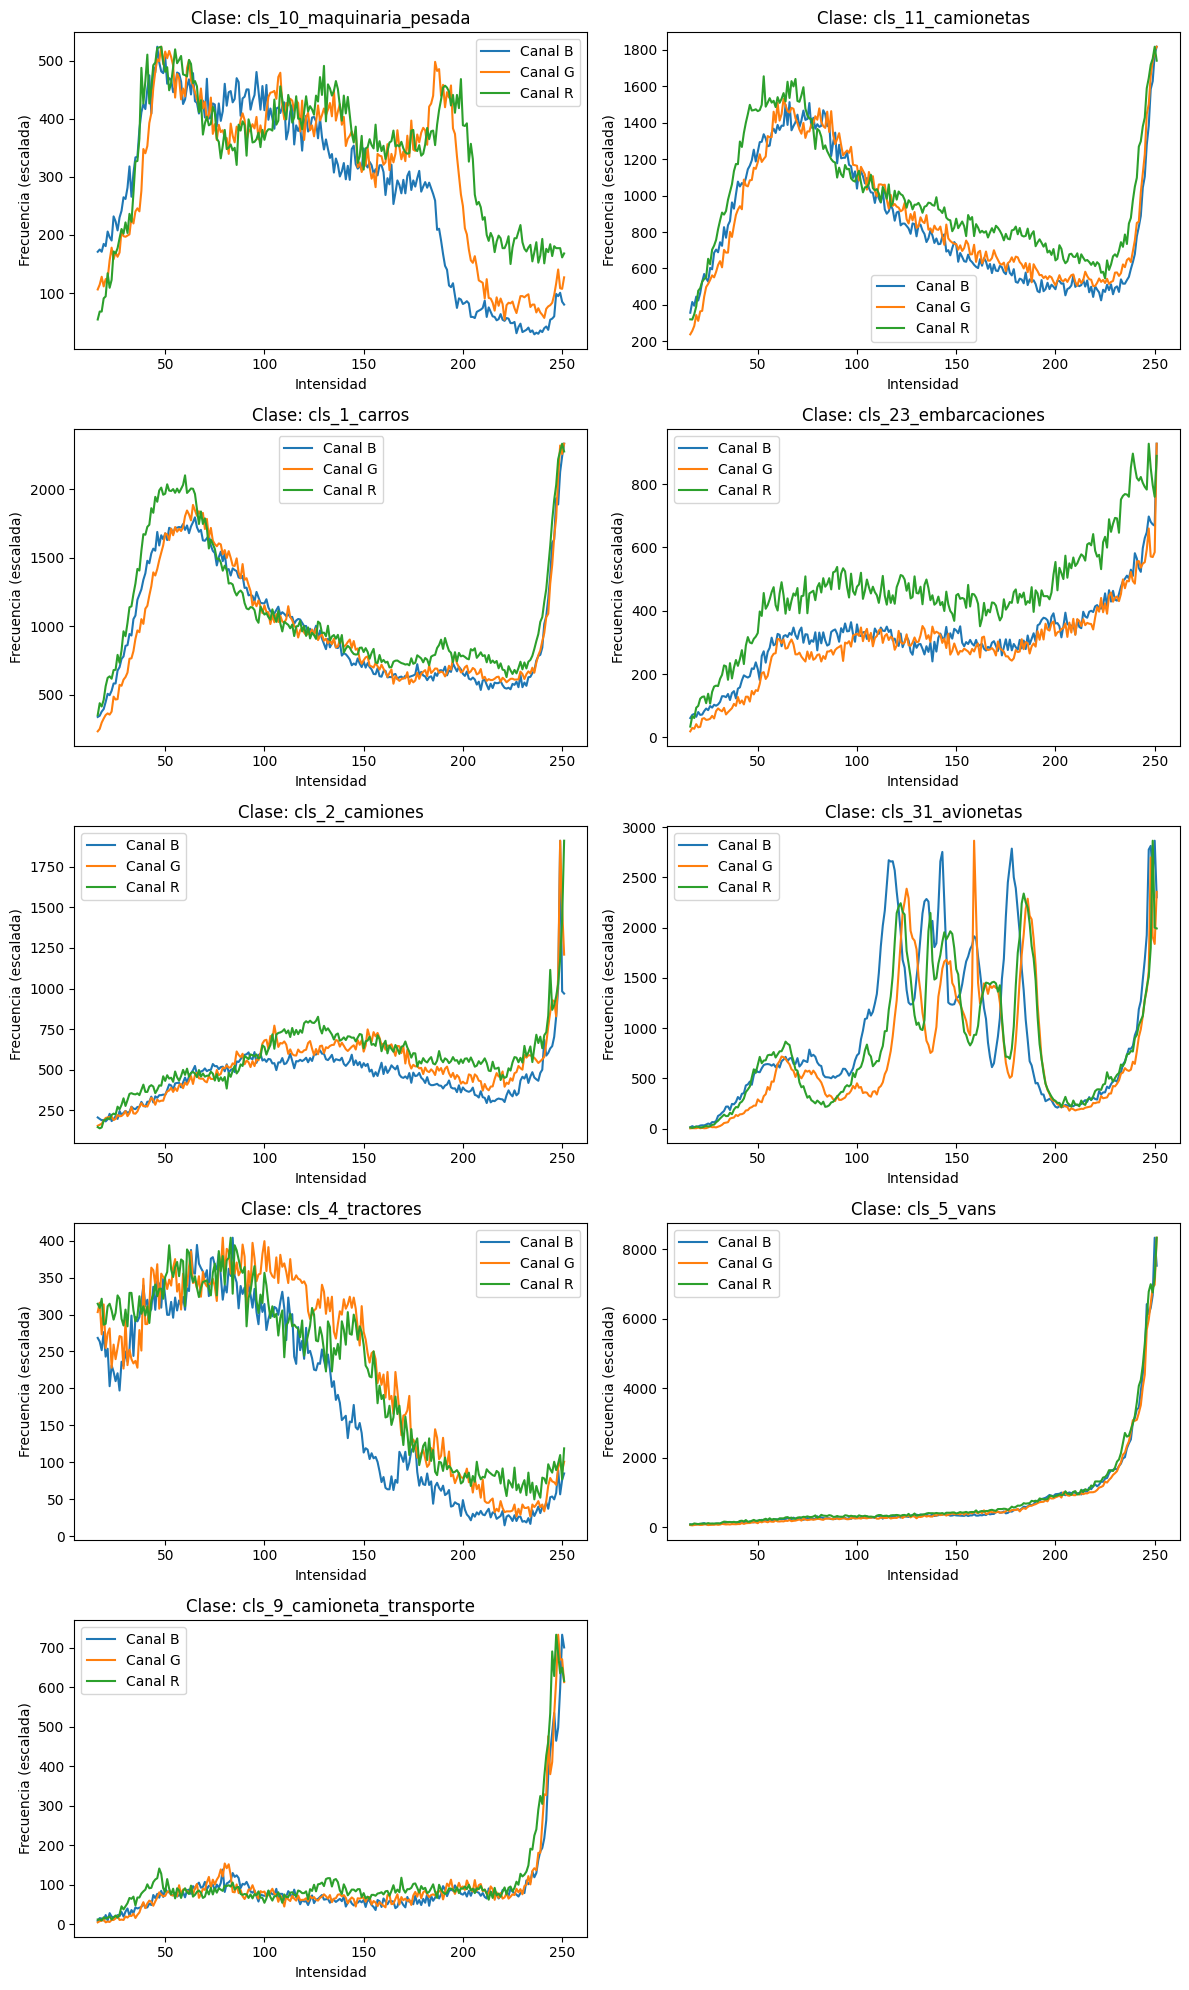 Clase: cls_10_maquinaria_pesada
Frecuencia (escalada)
500
400
300
200
100
Canal B
Canal G
Canal R
50 100 150 200 250
Intensidad
Clase: cls_11_camionetas
Frecuencia (escalada)
1800
1600
1400
1200
1000
800
600
400
200
Canal B
Canal G
Canal R
50 100 150 200 250
Intensidad
Clase: cls_1_carros
Frecuencia (escalada)
2000
1500
1000
500
Canal B
Canal G
Canal R
50 100 150 200 250
Intensidad
Clase: cls_23_embarcaciones
Frecuencia (escalada)
800
600
400
200
0
Canal B
Canal G
Canal R
50 100 150 200 250
Intensidad
Clase: cls_2_camiones
Frecuencia (escalada)
1750
1500
1250
1000
750
500
250
Canal B
Canal G
Canal R
50 100 150 200 250
Intensidad
Clase: cls_31_avionetas
Frecuencia (escalada)
3000
2500
2000
1500
1000
500
0
Canal B
Canal G
Canal R
50 100 150 200 250
Intensidad
Clase: cls_4_tractores
Frecuencia (escalada)
400
350
300
250
200
150
100
50
0
Canal B
Canal G
Canal R
50 100 150 200 250
Intensidad
Clase: cls_5_vans
Frecuencia (escalada)
8000
6000
4000
2000
0
Canal B
Canal G
Canal R
50 100 150 200 250
Intensidad
Clase: cls_9_camioneta_transporte
Frecuencia (escalada)
700
600
500
400
300
200
100
0
Canal B
Canal G
Canal R
50 100 150 200 250
Intensidad